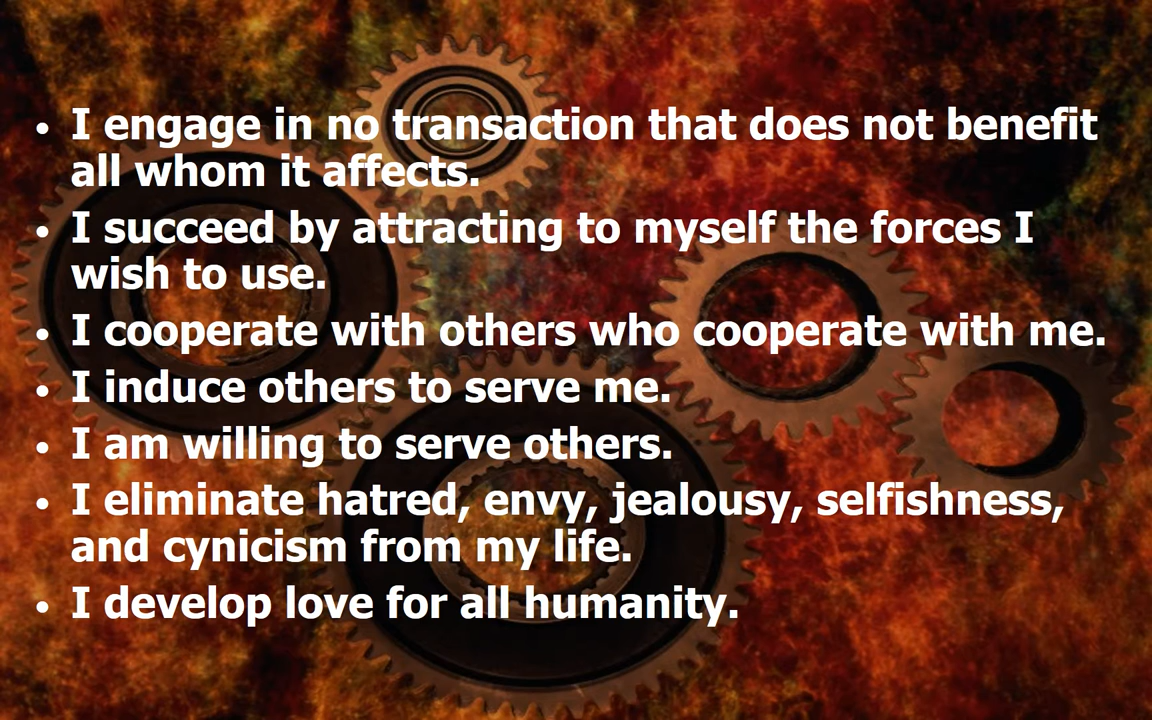 • I engage in no transaction that does not benefit
all whom it affects.
• I succeed by attracting to myself the forces I
wish to use.
• I cooperate with others who cooperate with me.
• I induce others to serve me.
• I am willing to serve others.
• I eliminate hatred, envy, jealousy, selfishness,
and cynicism from my life.
• I develop love for all humanity.